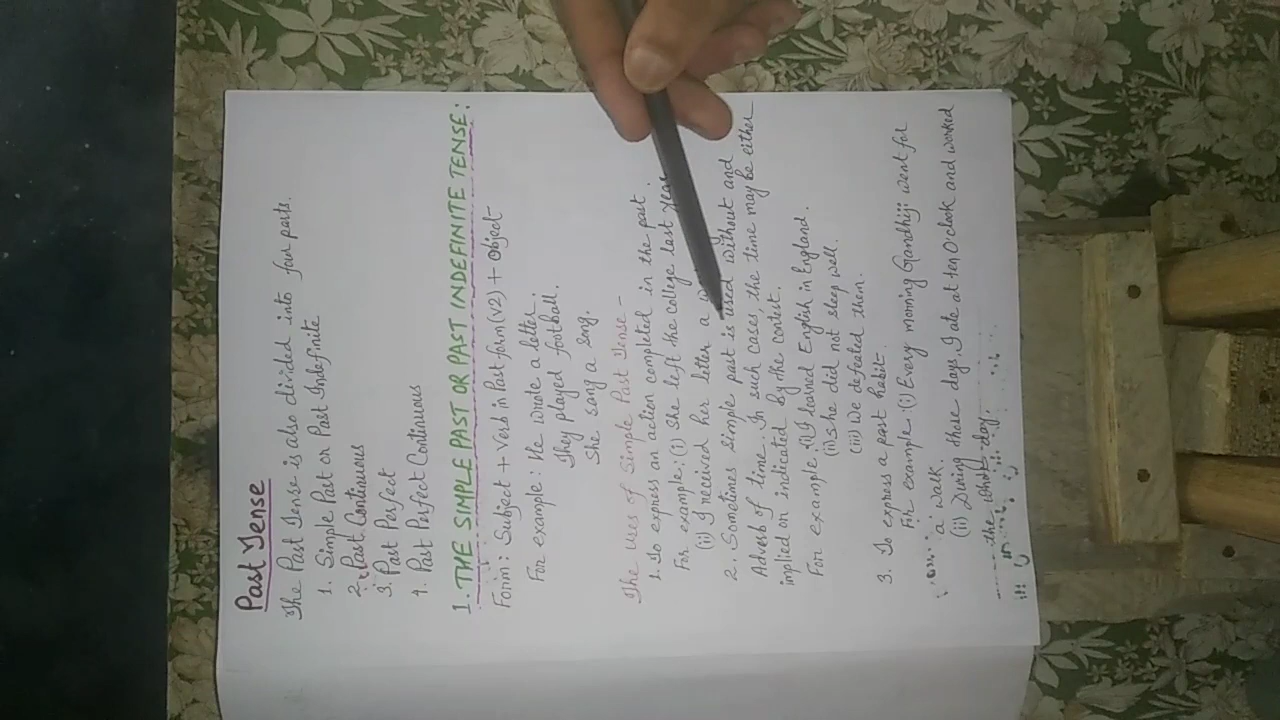 Past Tense
The Past Tense is also divided into four parts.
1. Simple Past or Past Indefinite
2. Past Continuous
3. Past Perfect
4. Past Perfect Continuous
1. THE SIMPLE PAST OR PAST INDEFINITE TENSE:
Form: Subject + Verb in Past form (V2) + Object
For example: He wrote a letter.
They played football.
She sang a song.
The Uses of Simple Past Tense -
1. To express an action completed in the past.
For example: (i) She left the college last year
(ii) I received her letter a
2. Sometimes Simple past is used without and
Adverb of time. In such cases, the time may be either
implied or indicated by the context.
For example: (i) I learned English in England.
(ii) She did not sleep well.
(iii) We defeated them.
3. To express a past habit.
For example: (i) Every morning Gandhiji went for
a walk
(ii) During these days, I ate at ten O'clock and worked
the whole day.